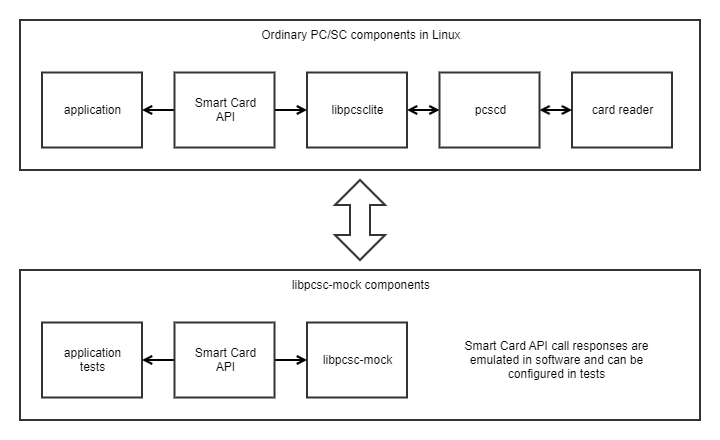 Ordinary PC/SC components in Linux
application
Smart Card
API
libpcsclite
pcscd
card reader
libpcsc-mock components
application
tests
Smart Card
API
libpcsc-mock
Smart Card API call responses are
emulated in software and can be
configured in tests